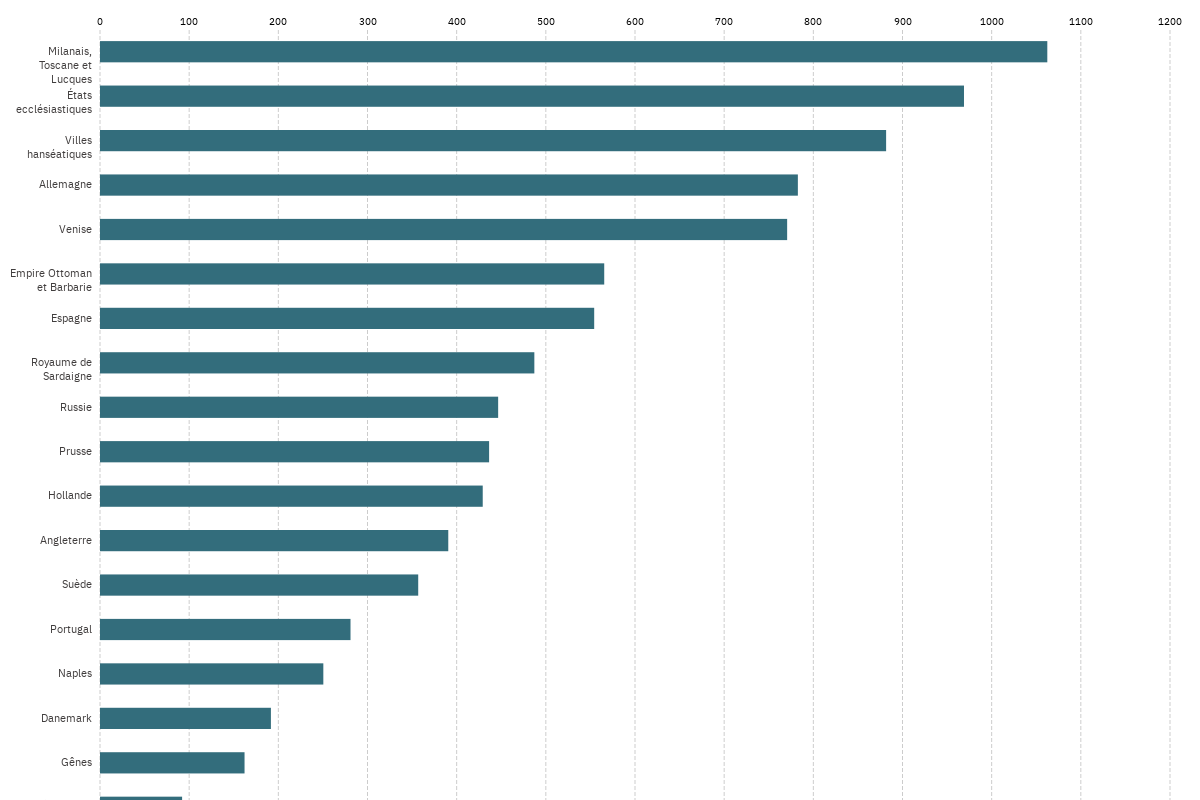 0 100 200 300 400 500 600 700 800 900 1000 1100 1200
Milanais,
Toscane et
Lucques
États
ecclésiastiques
Villes
hanséatiques
Allemagne
Venise
Empire Ottoman
et Barbarie
Espagne
Royaume de
Sardaigne
Russie
Prusse
Hollande
Angleterre
Suède
Portugal
Naples
Danemark
Gênes